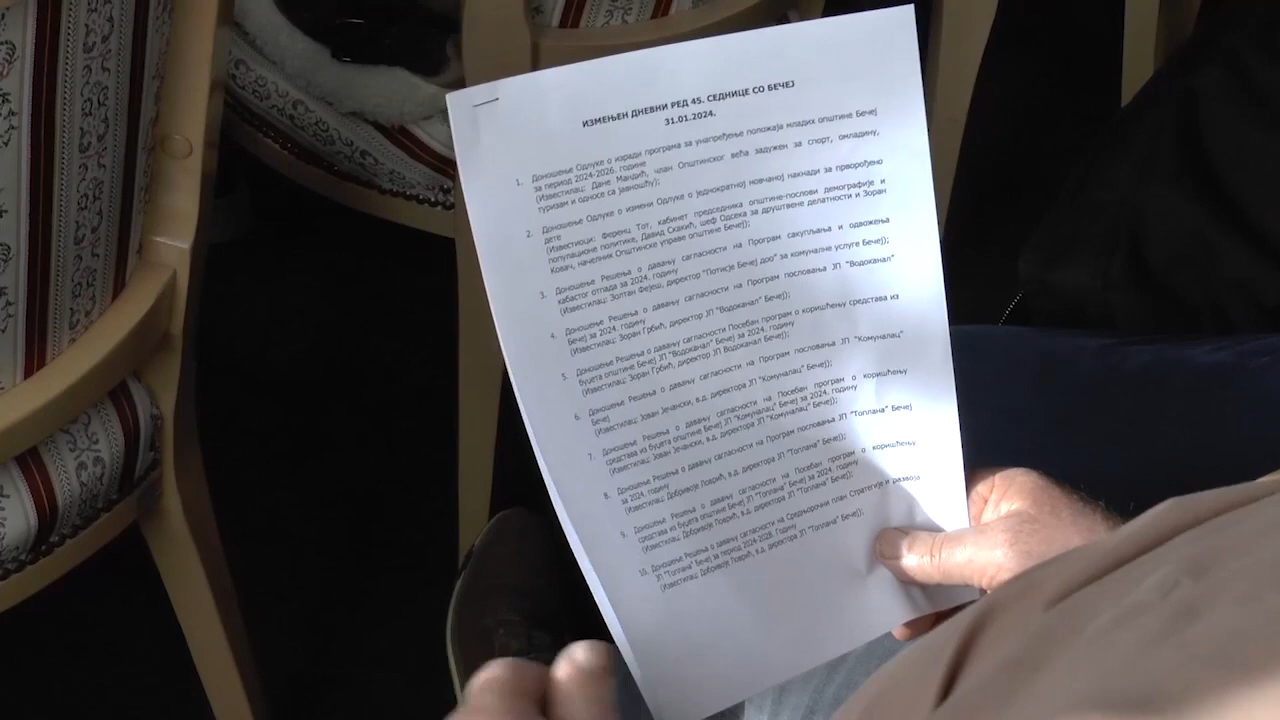 ИЗМЕЊЕН ДНЕВНИ РЕД 45. СЕДНИЦЕ СО БЕЧЕЈ
31.01.2024.
1. Доношење Одлуке о изради програма за унапређење положаја младих општине Бечеј
за период 2024-2026. године
(Известилац: Дане Мандић, члан Општинског већа задужен за спорт, омладину,
туризам и односе са јавношћу);
2. Доношење Одлуке о измени Одлуке о једнократној новчаној накнади за прворођено
дете
(Известиоци: Ференц Тот, кабинет председника општине-послови демографије и
популационе политике, Давид Скакић, шеф Одсека за друштвене делатности и Зоран
Ковач, начелник Општинске управе општине Бечеј);
3. Доношење Решења о давању сагласности на Програм сакупљања и одвожења
кабастог отпада за 2024. годину
(Известилац: Золтан Фејеш, директор "Потисје Бечеј доо" за комуналне услуге Бечеј);
4. Доношење Решења о давању сагласности на Програм пословања ЈП "Водоканал"
Бечеј за 2024. годину
(Известилац: Зоран Грбић, директор ЈП "Водоканал" Бечеј);
5. Доношење Решења о давању сагласности Посебан програм о коришћењу средстава из
буџета општине Бечеј ЈП "Водоканал" Бечеј за 2024. годину
(Известилац: Зоран Грбић, директор ЈП Водоканал Бечеј);
6. Доношење Решења о давању сагласности на Програм пословања ЈП "Комуналац"
Бечеј
(Известилац: Јован Јечански, в.д. директора ЈП "Комуналац" Бечеј);
7. Доношење Решења о давању сагласности на Посебан програм о коришћењу
средстава из буџета општине Бечеј ЈП "Комуналац" Бечеј за 2024. годину
(Известилац: Јован Јечански, в.д. директора ЈП "Комуналац" Бечеј);
8. Доношење Решења о давању сагласности на Програм пословања ЈП "Топлана" Бечеј
за 2024. годину
(Известилац: Добривоје Ловрић, в.д. директора ЈП "Топлана" Бечеј);
9. Доношење Решења о давању сагласности на Посебан програм о коришћењу
средстава из буџета општине Бечеј ЈП "Топлана" Бечеј за 2024. годину
(Известилац: Добривоје Ловрић, в.д. директора ЈП "Топлана" Бечеј);
10. Доношење Решења о давању сагласности на Средњорочни план Стратегије и развоја
ЈП "Топлана" Бечеј за период 2024-2028. годину
(Известилац: Добривоје Ловрић, в.д. директора ЈП "Топлана" Бечеј);